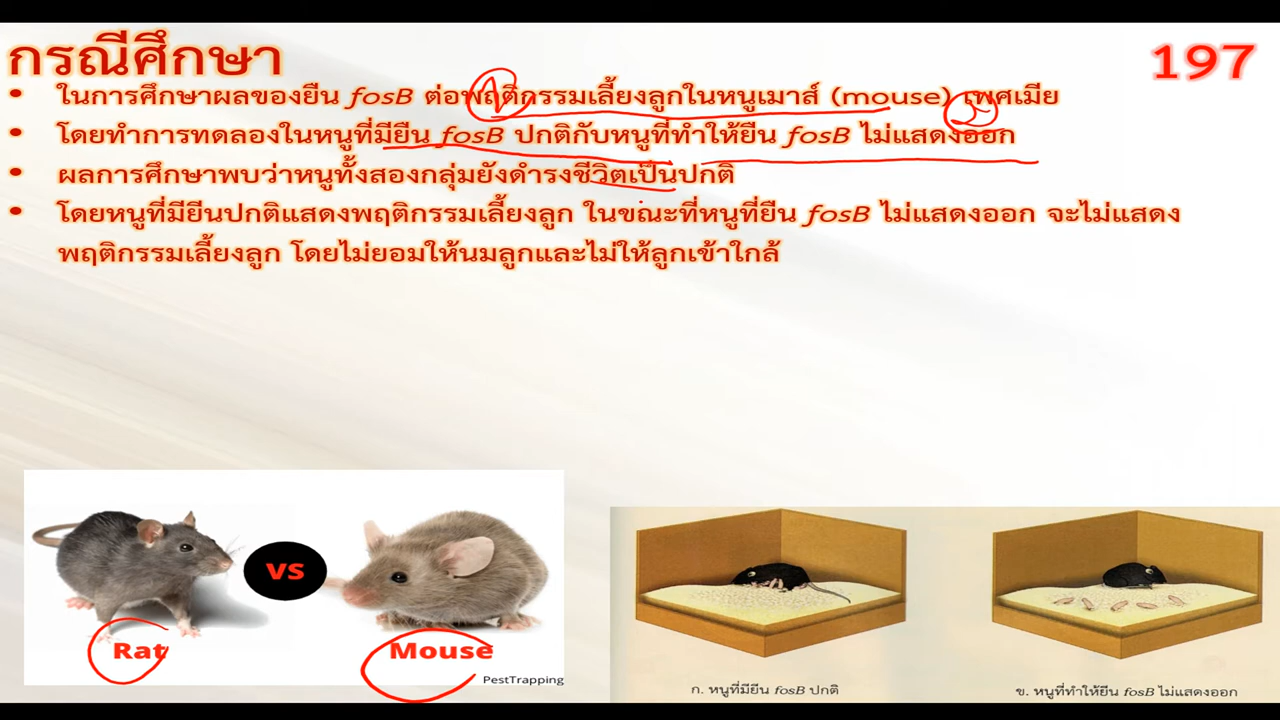 กรณีศึกษา
197
• ในการศึกษาผลของยีน fosB ต่อพฤติกรรมเลี้ยงลูกในหนูเมาส์ (mouse) เพศเมีย
• โดยทำการทดลองในหนูที่มียีน fosB ปกติกับหนูที่ทำให้ยีน fosB ไม่แสดงออก
• ผลการศึกษาพบว่าหนูทั้งสองกลุ่มยังดำรงชีวิตเป็นปกติ
• โดยหนูที่มียีนปกติแสดงพฤติกรรมเลี้ยงลูก ในขณะที่หนูที่ยีน fosB ไม่แสดงออก จะไม่แสดง
พฤติกรรมเลี้ยงลูก โดยไม่ยอมให้นมลูกและไม่ให้ลูกเข้าใกล้
VS
Rat
Mouse
PestTrapping
ก. หนูที่มียีน fosB ปกติ
ข. หนูที่ทำให้ยีน fosB ไม่แสดงออก